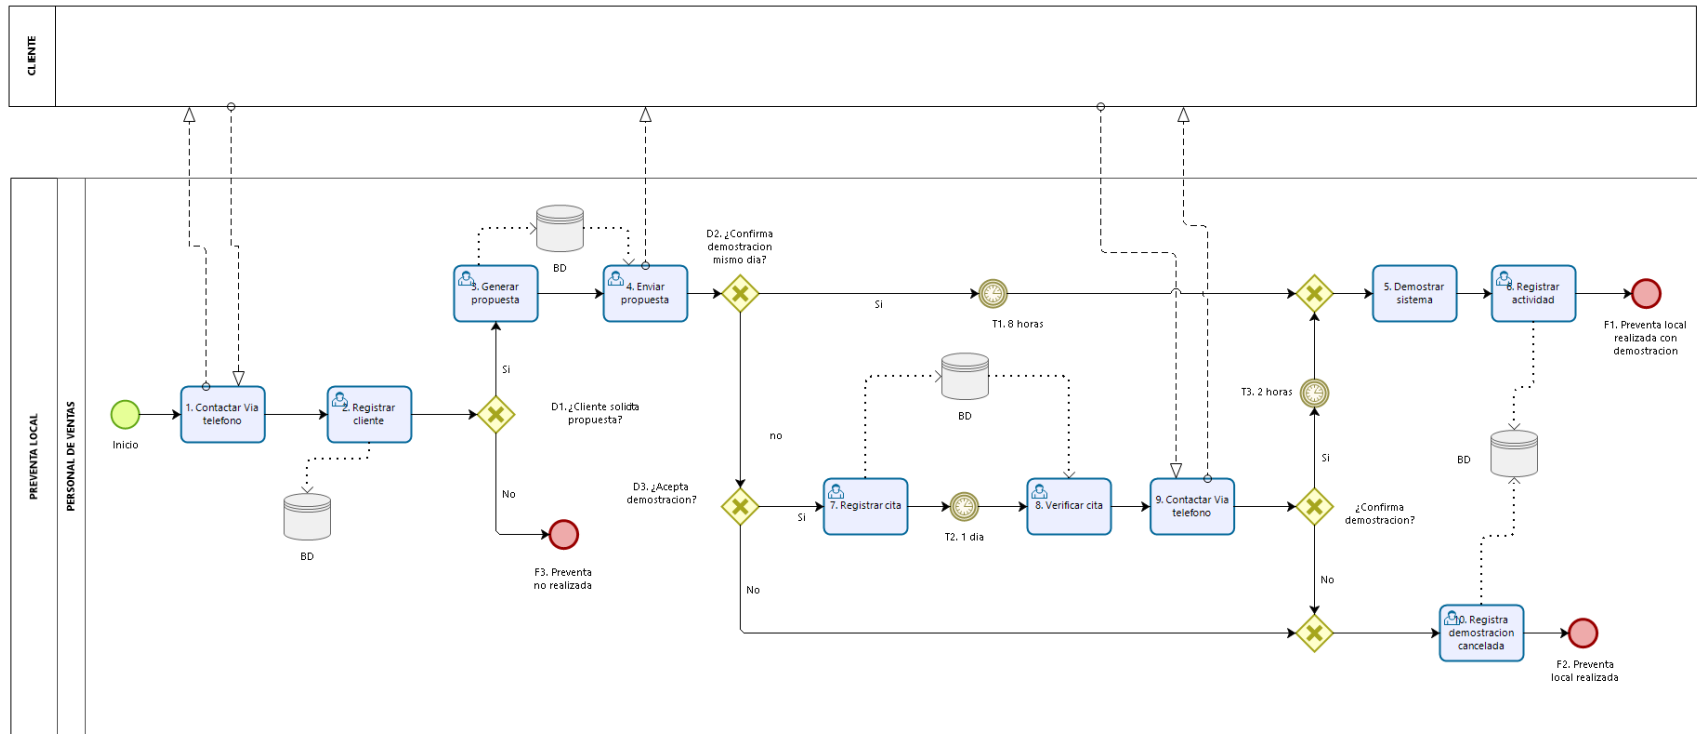 CLIENTE
PREVENTA LOCAL
PERSONAL DE VENTAS
Inicio
1. Contactar Via
telefono
2. Registrar
cliente
BD
D1. ¿Cliente solidta
propuesta?
Si
No
F3. Preventa
no realizada
3. Generar
propuesta
BD
4. Enviar
propuesta
D2. ¿Confirma
demostracion
mismo dia?
Si
T1. 8 horas
no
D3. ¿Acepta
demostracion?
Si
No
7. Registrar cita
BD
T2. 1 dia
8. Verificar cita
9. Contactar Via
telefono
¿Confirma
demostracion?
Si
T3. 2 horas
No
5. Demostrar
sistema
6. Registrar
actividad
F1. Preventa local
realizada con
demostracion
BD
10. Registra
demostracion
cancelada
F2. Preventa
local realizada